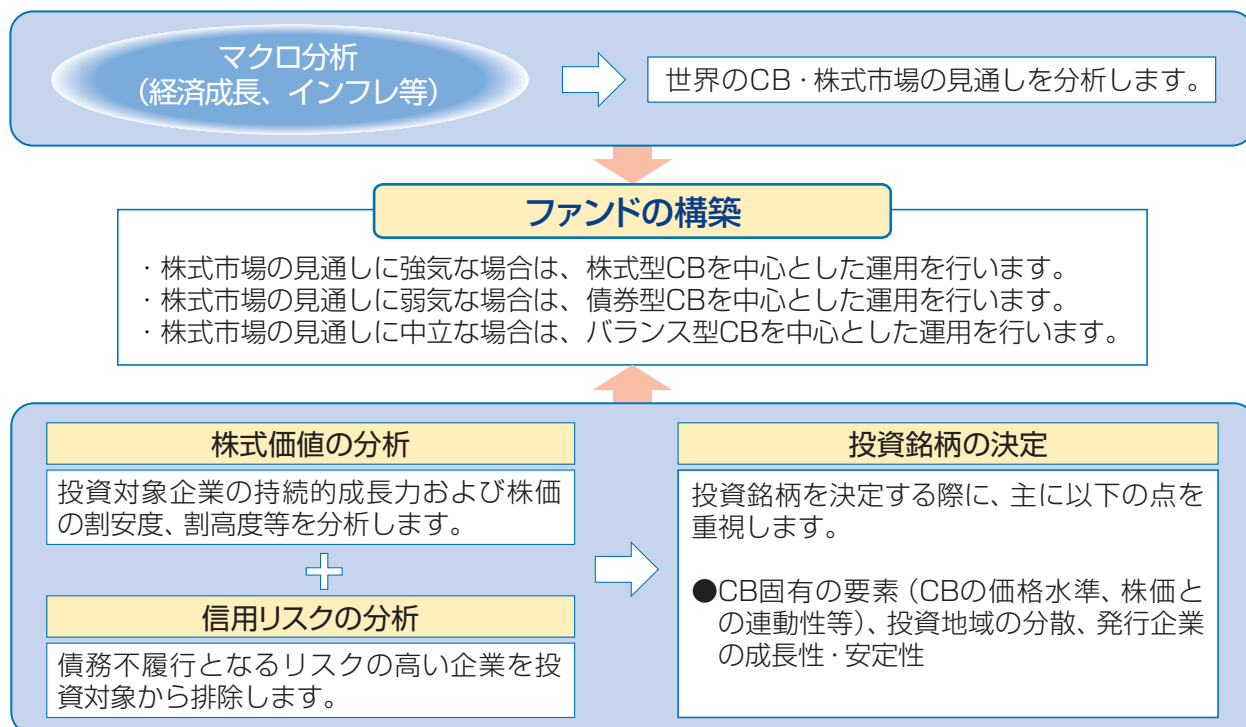 マクロ分析
（経済成長、インフレ等）
世界のCB・株式市場の見通しを分析します。
ファンドの構築
・株式市場の見通しに強気な場合は、株式型CBを中心とした運用を行います。
・株式市場の見通しに弱気な場合は、債券型CBを中心とした運用を行います。
・株式市場の見通しに中立な場合は、バランス型CBを中心とした運用を行います。
株式価値の分析
投資対象企業の持続的成長力および株価
の割安度、割高度等を分析します。
＋
信用リスクの分析
債務不履行となるリスクの高い企業を投
資対象から排除します。
投資銘柄の決定
投資銘柄を決定する際に、主に以下の点を
重視します。
●CB固有の要素（CBの価格水準、株価と
の連動性等）、投資地域の分散、発行企業
の成長性・安定性